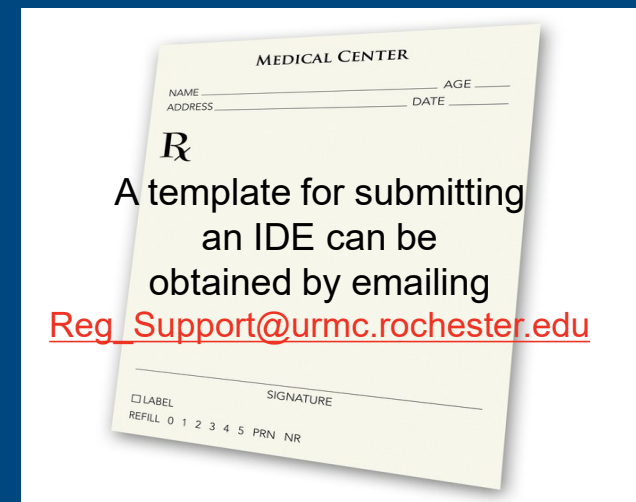 MEDICAL CENTER
NAME AGE
ADDRESS DATE
Rx
A template for submitting
an IDE can be
obtained by emailing
Reg_Support@urmc.rochester.edu
SIGNATURE
☐ LABEL
REFILL 0 1 2 3 4 5 PRN NR